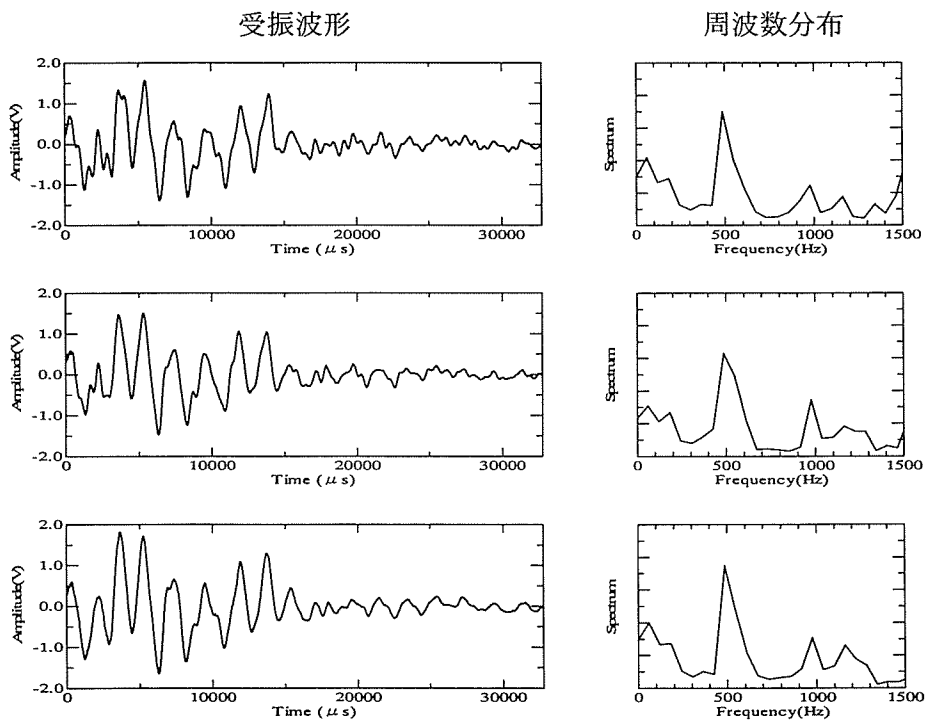 受振波形
周波数分布
2.0
1.0
0.0
-1.0
-2.0
Amplitude(V)
0
10000
20000
30000
Time (μs)
Spectrum
0
500
1000
1500
Frequency(Hz)
2.0
1.0
0.0
-1.0
-2.0
Amplitude(V)
0
10000
20000
30000
Time (μs)
Spectrum
0
500
1000
1500
Frequency(Hz)
2.0
1.0
0.0
-1.0
-2.0
Amplitude(V)
0
10000
20000
30000
Time (μs)
Spectrum
0
500
1000
1500
Frequency(Hz)